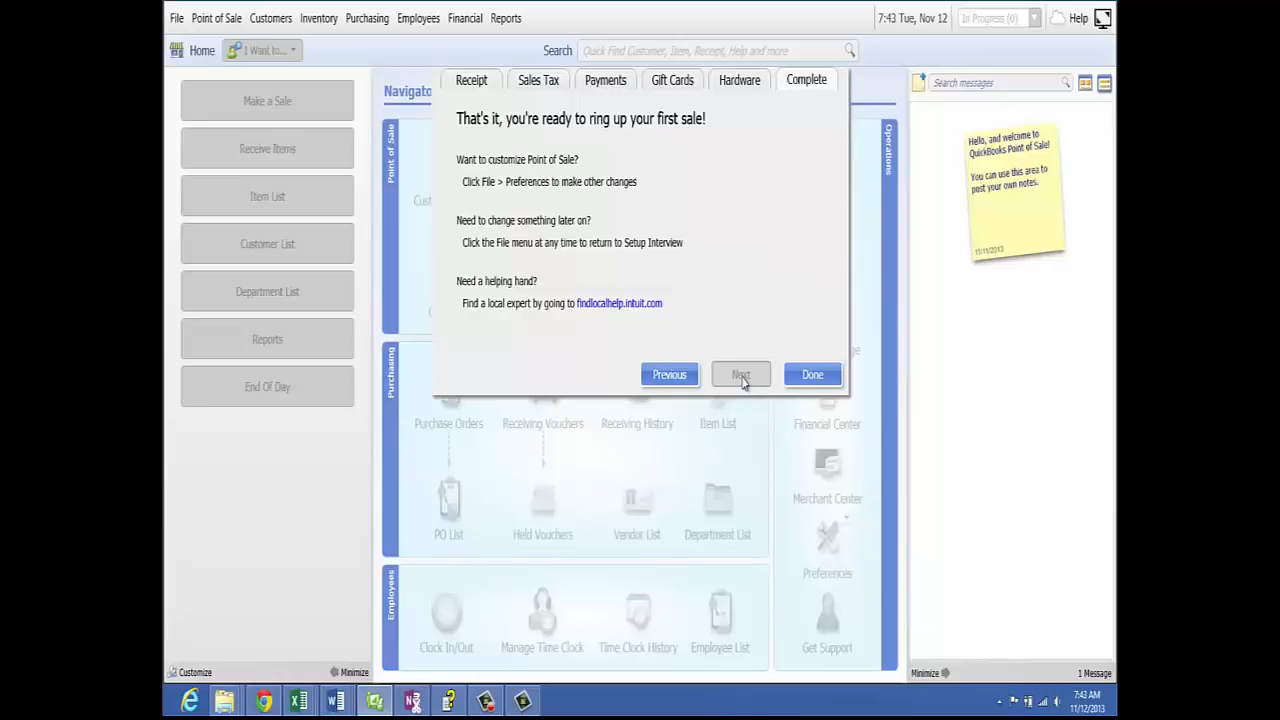 File Point of Sale Customers Inventory Purchasing Employees Financial Reports
7:43 Tue, Nov 12
In Progress (0)
Help
Home
I Want to...
Search
Quick Find Customer, Item, Receipt, Help and more
Make a Sale
Receive Items
Item List
Customer List
Department List
Reports
End Of Day
Customize
Minimize
Navigato
Point of Sale
Cust
Receipt
Sales Tax
Payments
Gift Cards
Hardware
Complete
That's it, you're ready to ring up your first sale!
Want to customize Point of Sale?
Click File > Preferences to make other changes
Need to change something later on?
Click the File menu at any time to return to Setup Interview
Need a helping hand?
Find a local expert by going to findlocalhelp.intuit.com
Previous
Next
Done
Purchasing
Purchase Orders
Receiving Vouchers
Receiving History
Item List
PO List
Held Vouchers
Vendor List
Department List
Employees
Clock In/Out
Manage Time Clock
Time Clock History
Employee List
Operations
Financial Center
Merchant Center
Preferences
Get Support
Search messages
Hello, and welcome to
QuickBooks Point of Sale!
You can use this area to
post your own notes.
11/11/2013
Minimize
1 Message
7:43 AM
11/12/2013